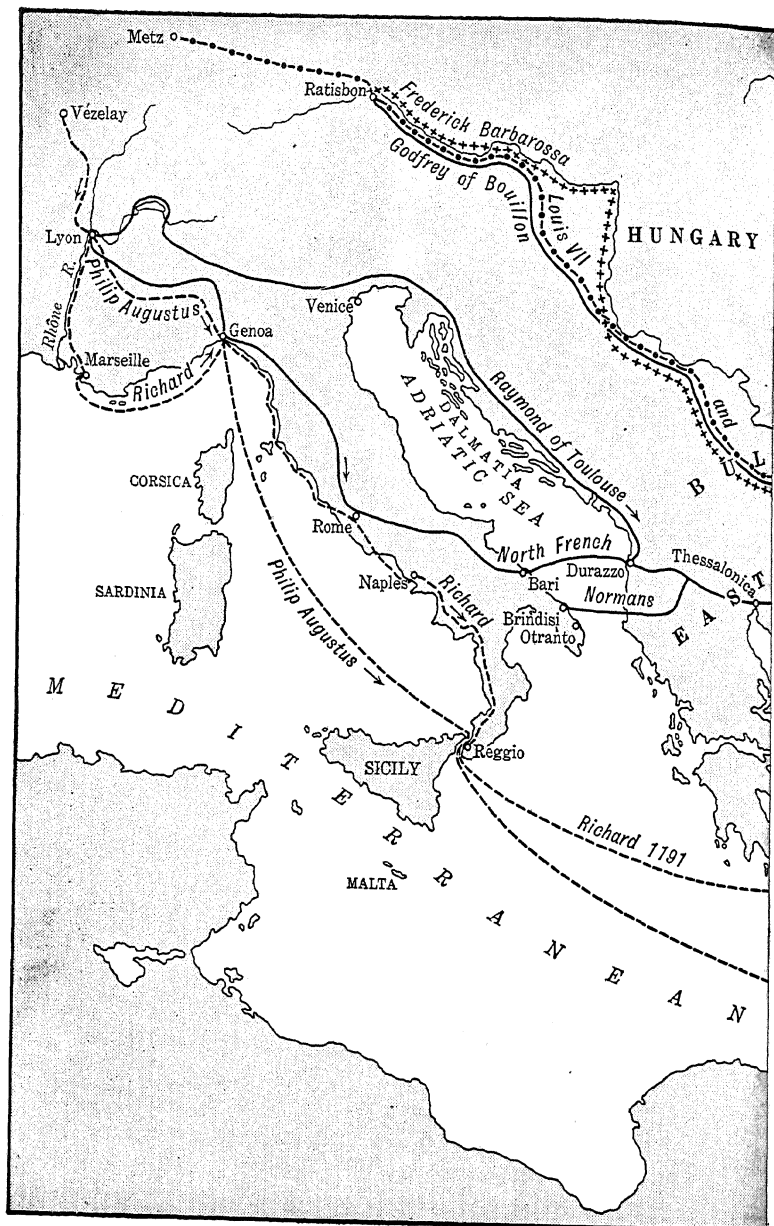 Metz
Ratisbon
Frederick Barbarossa
Vézelay
Godfrey of Bouillon
Louis VII
HUNGARY
Lyon
Philip Augustus
Rhône R.
Venice
Genoa
Marseille
Richard
ADRIATIC SEA
DALMATIA
Raymond of Toulouse
and
L
B U
CORSICA
Rome
North French
Thessalonica
SARDINIA
Naples
Richard
Bari
Durazzo
Normans
Brindisi
Otranto
EAST
Philip Augustus
MEDITERRANEAN
SICILY
Reggio
Richard 1191
MALTA